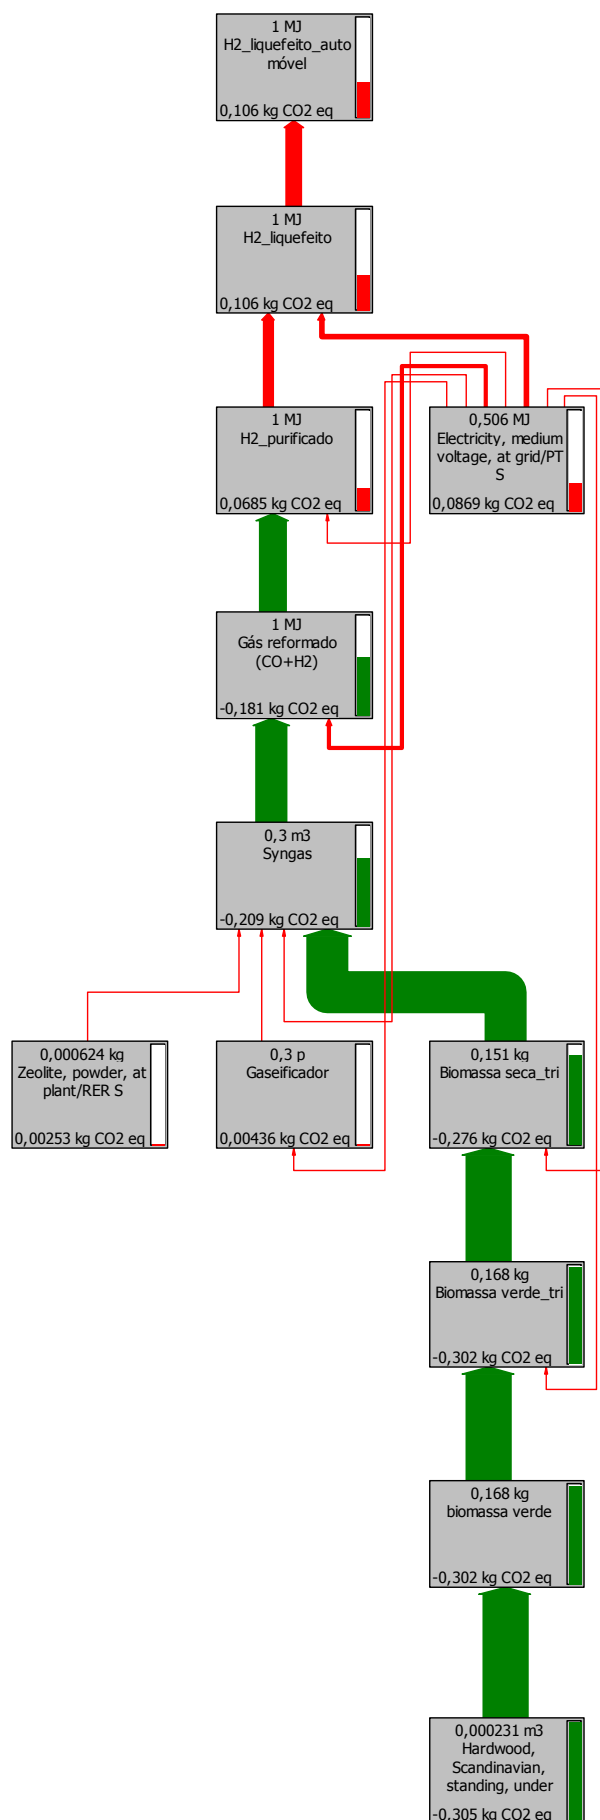 1 MJ
H2_liquefeito_auto
móvel
0,106 kg CO2 eq
1 MJ
H2_liquefeito
0,106 kg CO2 eq
1 MJ
H2_purificado
0,0685 kg CO2 eq
0,506 MJ
Electricity, medium
voltage, at grid/PT
S
0,0869 kg CO2 eq
1 MJ
Gás reformado
(CO+H2)
-0,181 kg CO2 eq
0,3 m3
Syngas
-0,209 kg CO2 eq
0,000624 kg
Zeolite, powder, at
plant/RER S
0,00253 kg CO2 eq
0,3 p
Gaseificador
0,00436 kg CO2 eq
0,151 kg
Biomassa seca_tri
-0,276 kg CO2 eq
0,168 kg
Biomassa verde_tri
-0,302 kg CO2 eq
0,168 kg
biomassa verde
-0,302 kg CO2 eq
0,000231 m3
Hardwood,
Scandinavian,
standing, under
-0,305 kg CO2 eq